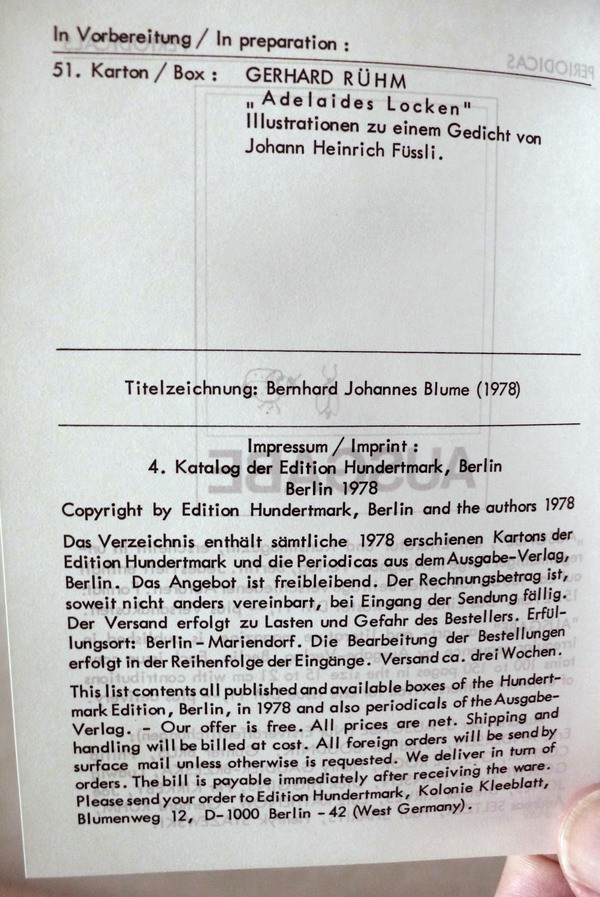 In Vorbereitung / In preparation :
PERIODICAS
51. Karton / Box : GERHARD RÜHM
„Adelaides Locken"
Illustrationen zu einem Gedicht von
Johann Heinrich Füssli.
Titelzeichnung: Bernhard Johannes Blume (1978)
Impressum / Imprint :
4. Katalog der Edition Hundertmark, Berlin
Berlin 1978
AUSGABE
Copyright by Edition Hundertmark, Berlin and the authors 1978
Das Verzeichnis enthält sämtliche 1978 erschienen Kartons der
Edition Hundertmark und die Periodicas aus dem Ausgabe-Verlag,
Berlin. Das Angebot ist freibleibend. Der Rechnungsbetrag ist,
soweit nicht anders vereinbart, bei Eingang der Sendung fällig.
Der Versand erfolgt zu Lasten und Gefahr des Bestellers. Erfül-
lungsort: Berlin-Mariendorf. Die Bearbeitung der Bestellungen
erfolgt in der Reihenfolge der Eingänge. Versand ca. drei Wochen.
This list contents all published and available boxes of the Hundert-
mark Edition, Berlin, in 1978 and also periodicals of the Ausgabe-
Verlag. – Our offer is free. All prices are net. Shipping and
handling will be billed at cost. All foreign orders will be send by
surface mail unless otherwise is requested. We deliver in turn of
orders. The bill is payable immediately after receiving the ware.
Please send your order to Edition Hundertmark, Kolonie Kleeblatt,
Blumenweg 12, D-1000 Berlin -42 (West Germany).